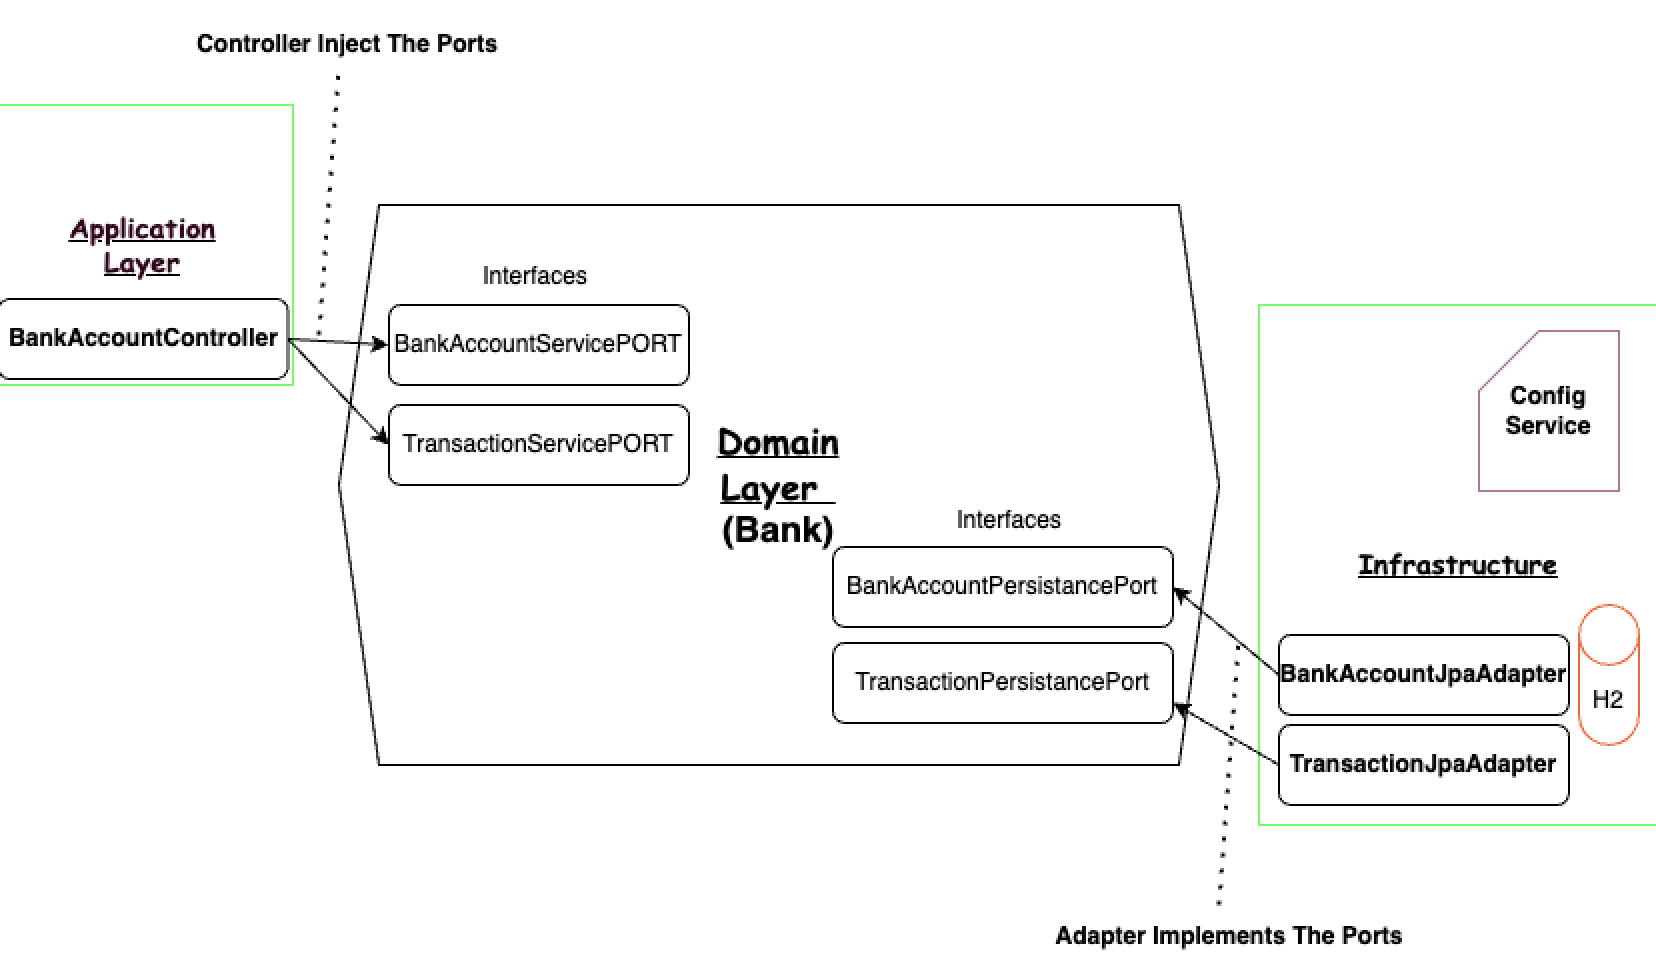 Controller Inject The Ports
Application
Layer
BankAccountController
Interfaces
BankAccountServicePORT
TransactionServicePORT
Domain
Layer
(Bank)
Interfaces
BankAccountPersistancePort
TransactionPersistancePort
Config
Service
Infrastructure
BankAccountJpaAdapter
H2
TransactionJpaAdapter
Adapter Implements The Ports